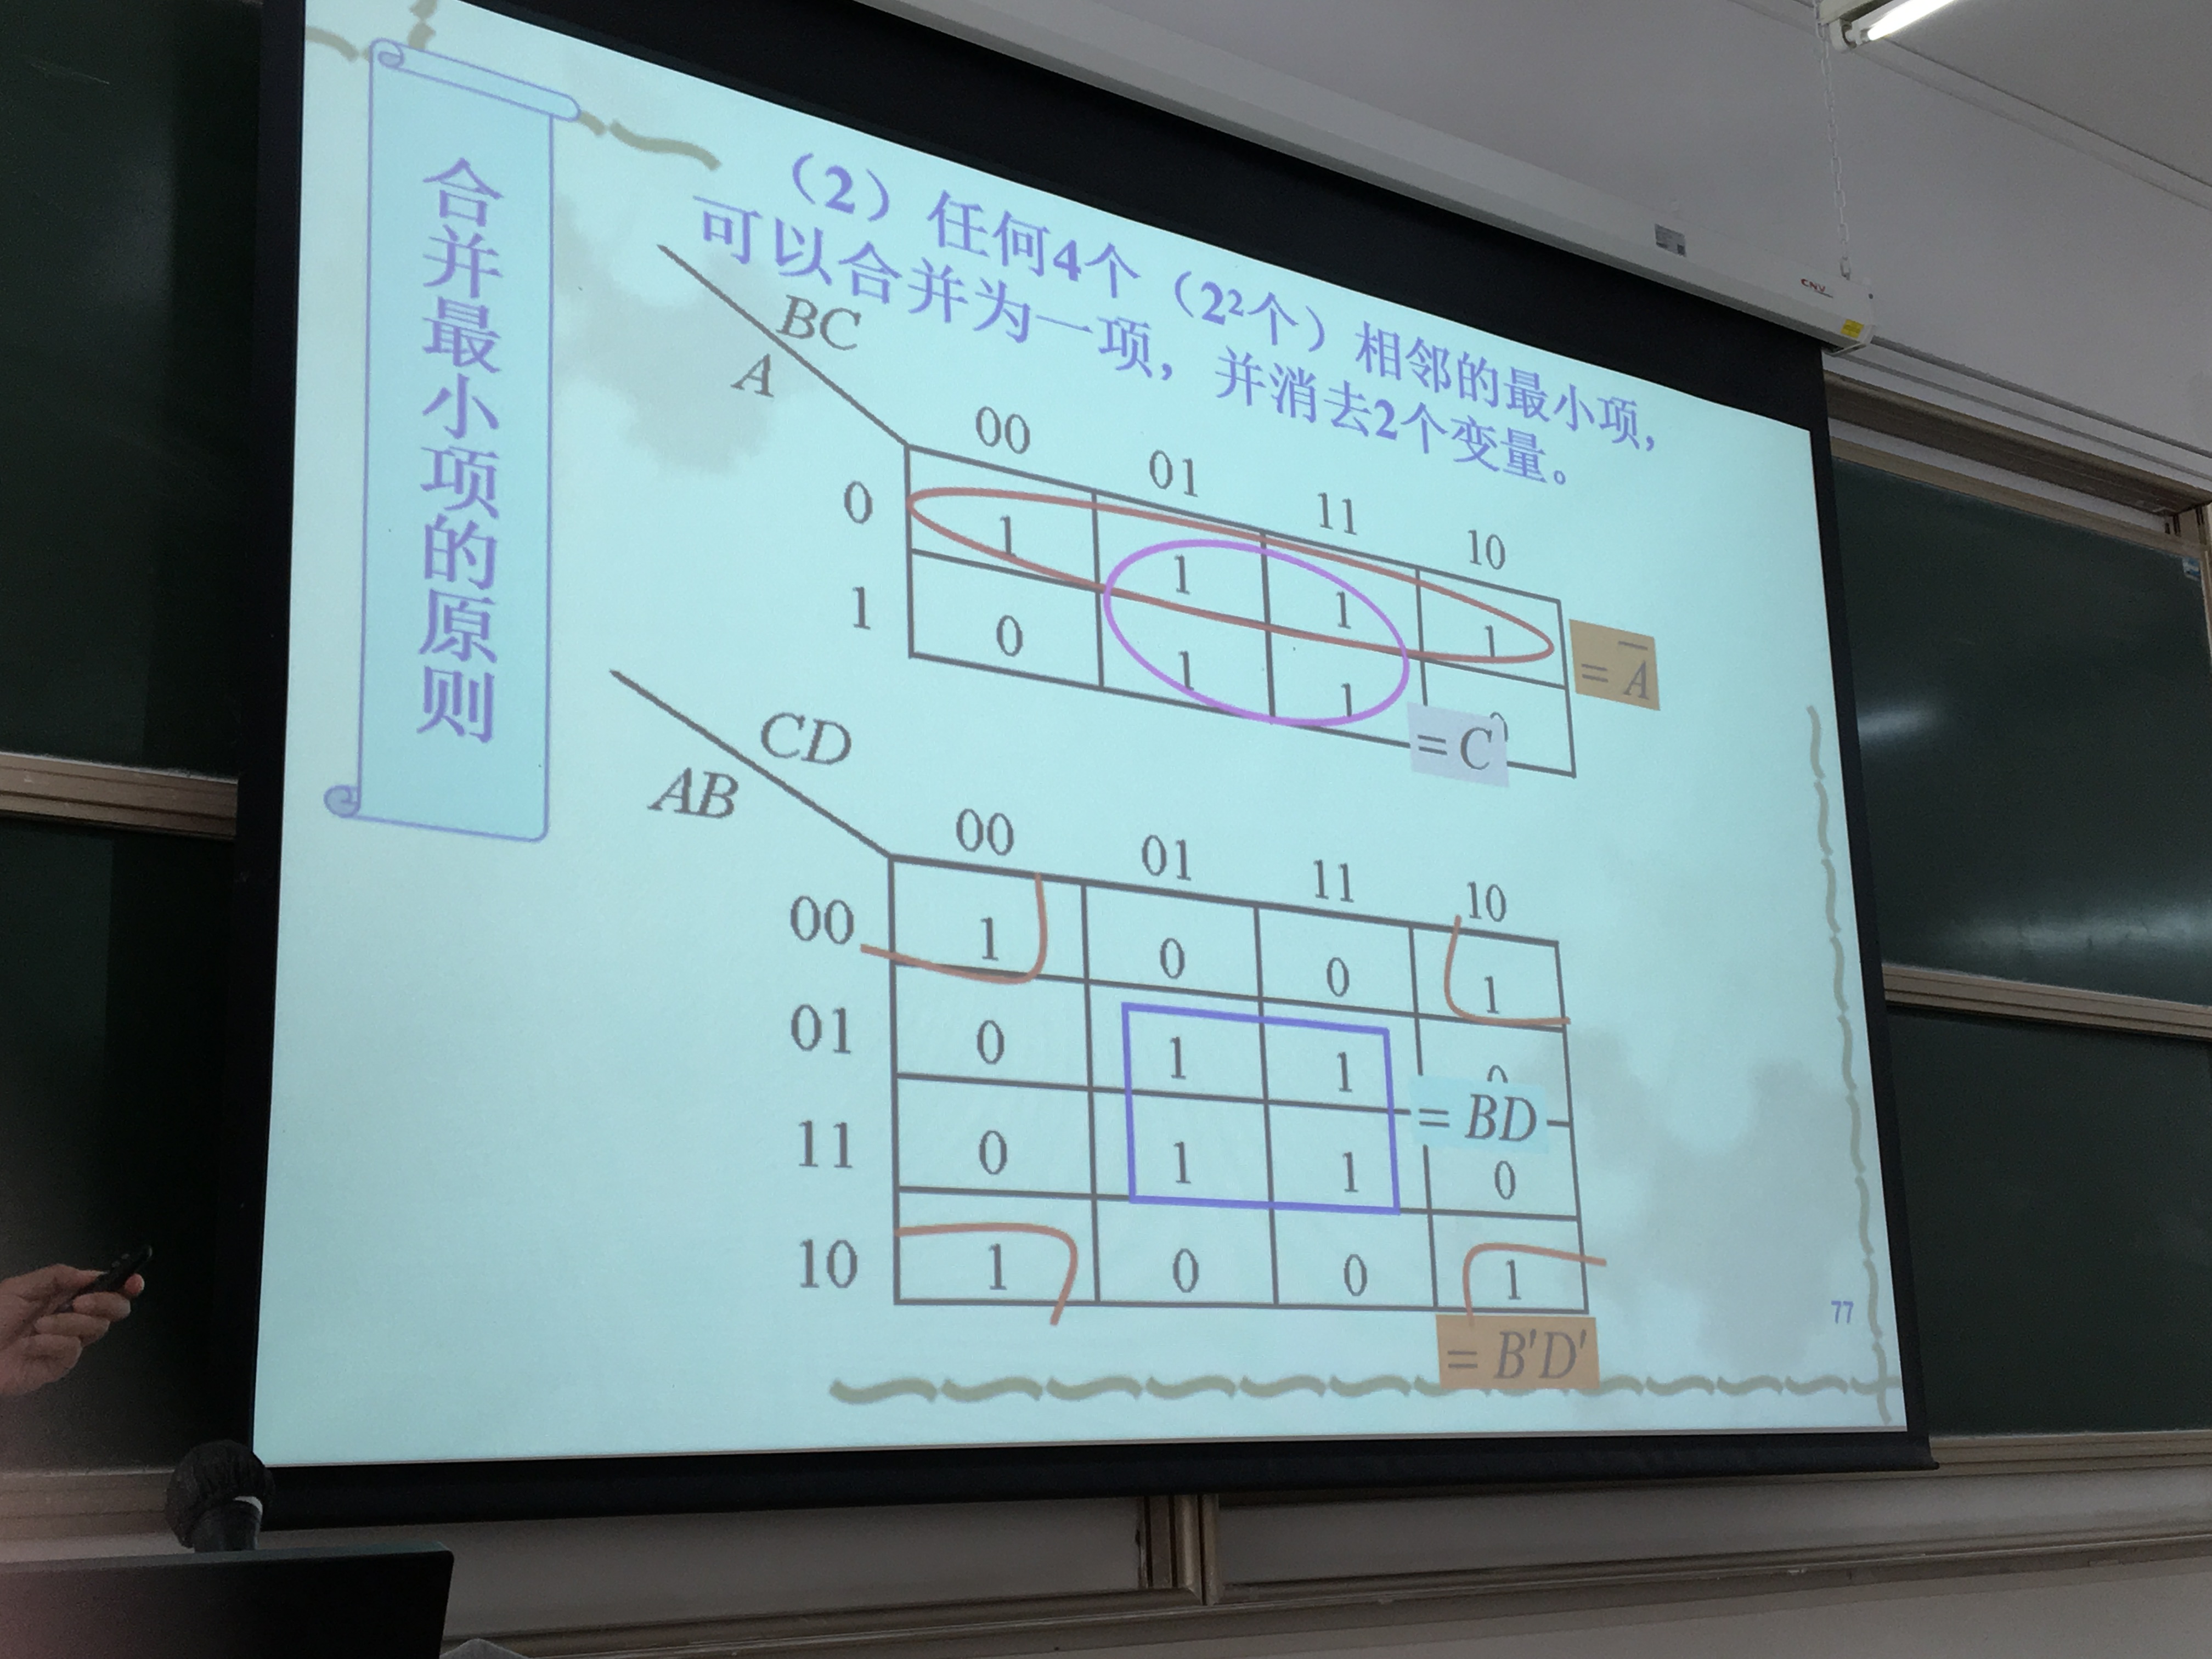 合并最小项的原则
（2）任何4个（2²个）相邻的最小项，
可以合并为一项，并消去2个变量。
BC
A
00 01 11 10
0 1 1 1 1
= A̅
1 0 1 1
= C
CD
AB
00 01 11 10
00 1 0 0 1
01 0 1 1
= BD
11 0 1 1 0
10 1 0 0 1
= B'D'
77
CNV